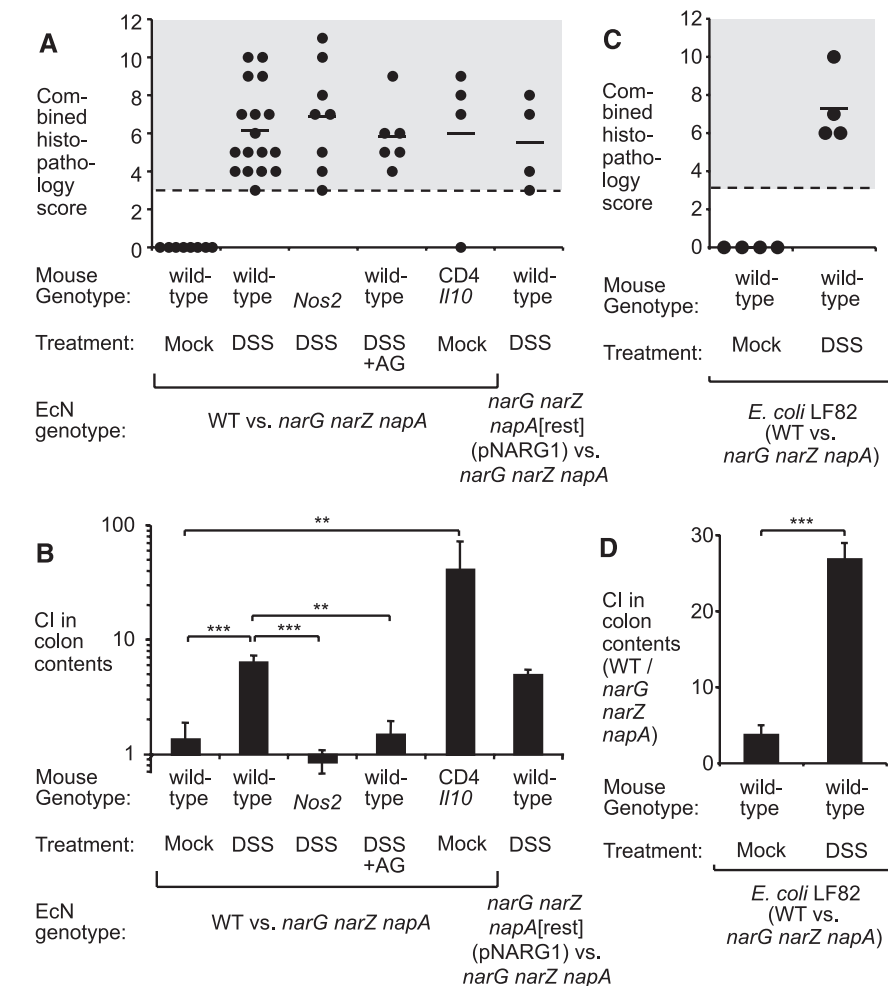 A
Com-
bined
histo-
patho-
logy
score
12
10
8
6
4
2
0
Mouse
Genotype:
wild-
type
wild-
type
Nos2
wild-
type
CD4
Il10
wild-
type
Treatment:
Mock
DSS
DSS
DSS
+AG
Mock
DSS
EcN
genotype:
WT vs. narG narZ napA
narG narZ
napA[rest]
(pNARG1) vs.
narG narZ napA
C
Com-
bined
histo-
patho-
logy
score
12
10
8
6
4
2
0
Mouse
Genotype:
wild-
type
wild-
type
Treatment:
Mock
DSS
E. coli LF82
(WT vs.
narG narZ napA)
B
CI in
colon
contents
100
10
1
**
***
***
**
Mouse
Genotype:
wild-
type
wild-
type
Nos2
wild-
type
CD4
Il10
wild-
type
Treatment:
Mock
DSS
DSS
DSS
+AG
Mock
DSS
EcN
genotype:
WT vs. narG narZ napA
narG narZ
napA[rest]
(pNARG1) vs.
narG narZ napA
D
CI in
colon
contents
(WT /
narG
narZ
napA)
30
20
10
0
***
Mouse
Genotype:
wild-
type
wild-
type
Treatment:
Mock
DSS
E. coli LF82
(WT vs.
narG narZ napA)